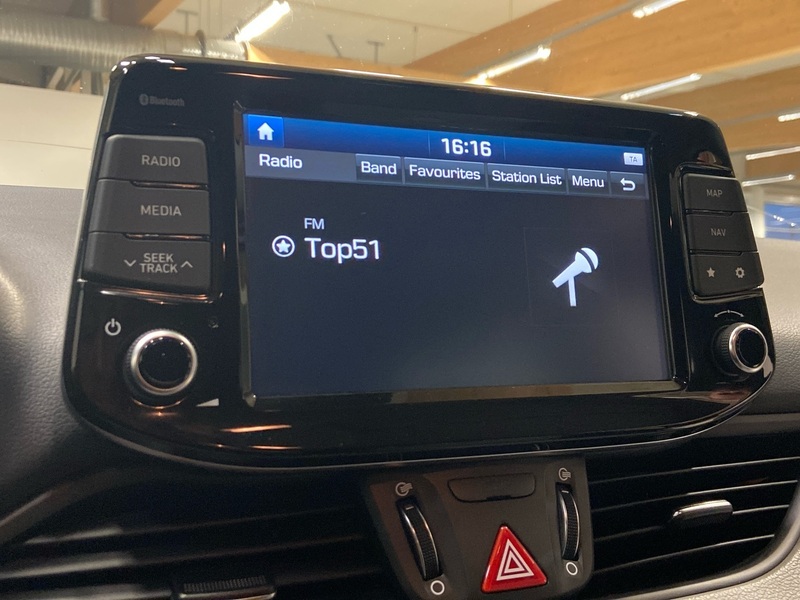 Bluetooth
16:16
TA
Radio
Band
Favourites
Station List
Menu
FM
Top51
RADIO
MEDIA
SEEK
TRACK
MAP
NAV